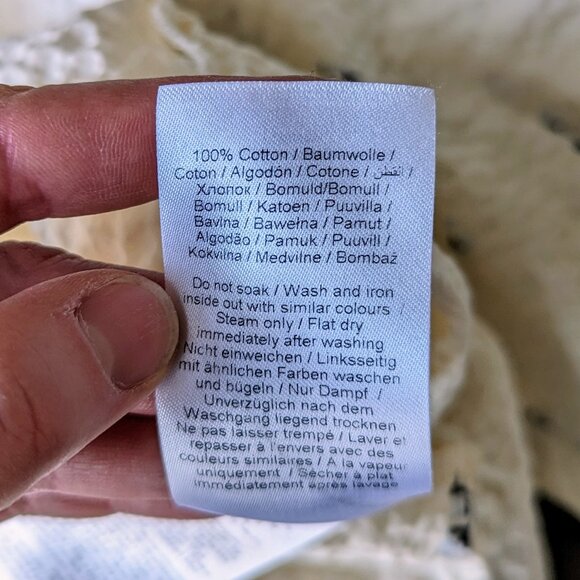 100% Cotton / Baumwolle /
Coton / Algodón / Cotone / القطن /
Хлопок / Bomuld/Bomull /
Bomull / Katoen / Puuvilla /
Bavlna / Bawełna / Pamut /
Algodão / Pamuk / Puuvill /
Kokvilna / Medvilne / Bombaž
Do not soak / Wash and iron
inside out with similar colours /
Steam only / Flat dry
immediately after washing
Nicht einweichen / Linksseitig
mit ähnlichen Farben waschen
und bügeln / Nur Dampf /
Unverzüglich nach dem
Waschgang liegend trocknen
Ne pas laisser trempé / Laver et
repasser à l'envers avec des
couleurs similaires / A la vapeur
uniquement / Sécher à plat
immédiatement après lavage